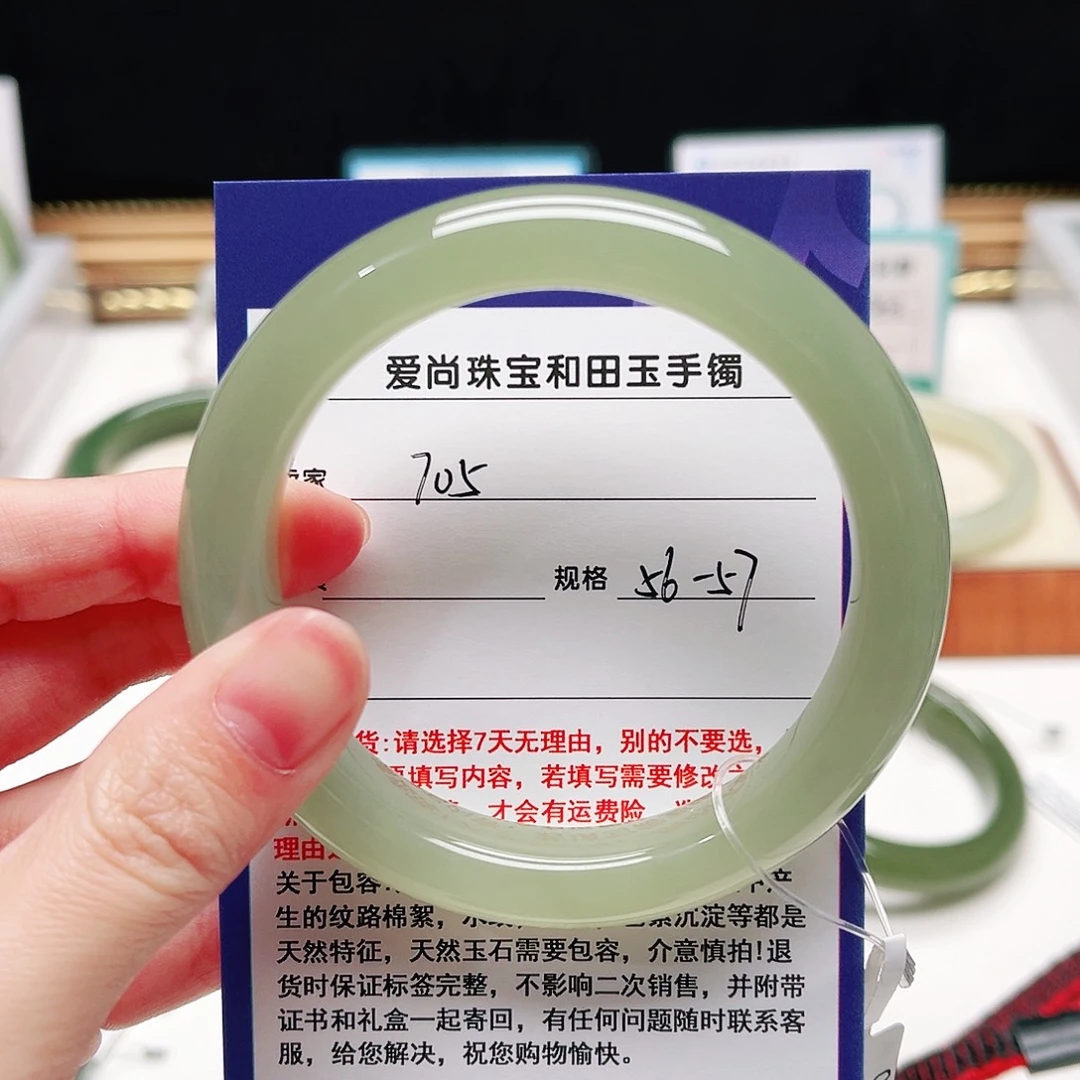 爱尚珠宝和田玉手镯
家 705
规格 56-57
货:请选择7天无理由，别的不要选，
填写内容，若填写需要修改
才会有运费险
理由
关于包容
生的纹路棉絮，沉淀等都是
天然特征，天然玉石需要包容，介意慎拍!退
货时保证标签完整，不影响二次销售，并附带
证书和礼盒一起寄回，有任何问题随时联系客
服，给您解决，祝您购物愉快。